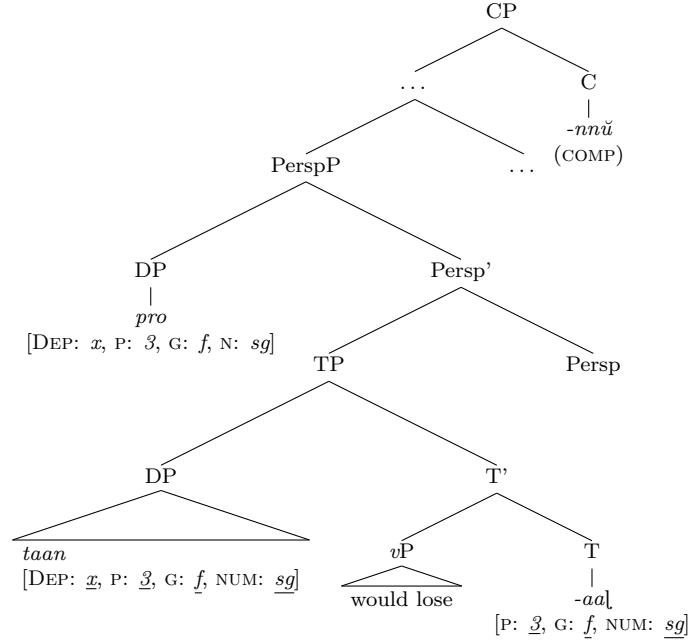 CP
. . . C
-nnŭ
(COMP)
PerspP . . .
DP Persp’
pro
[DEP: x, P: 3, G: f, N: sg]
TP Persp
DP T’
taan vP T
[DEP: x, P: 3, G: f, NUM: sg] would lose -aaɭ
[P: 3, G: f, NUM: sg]